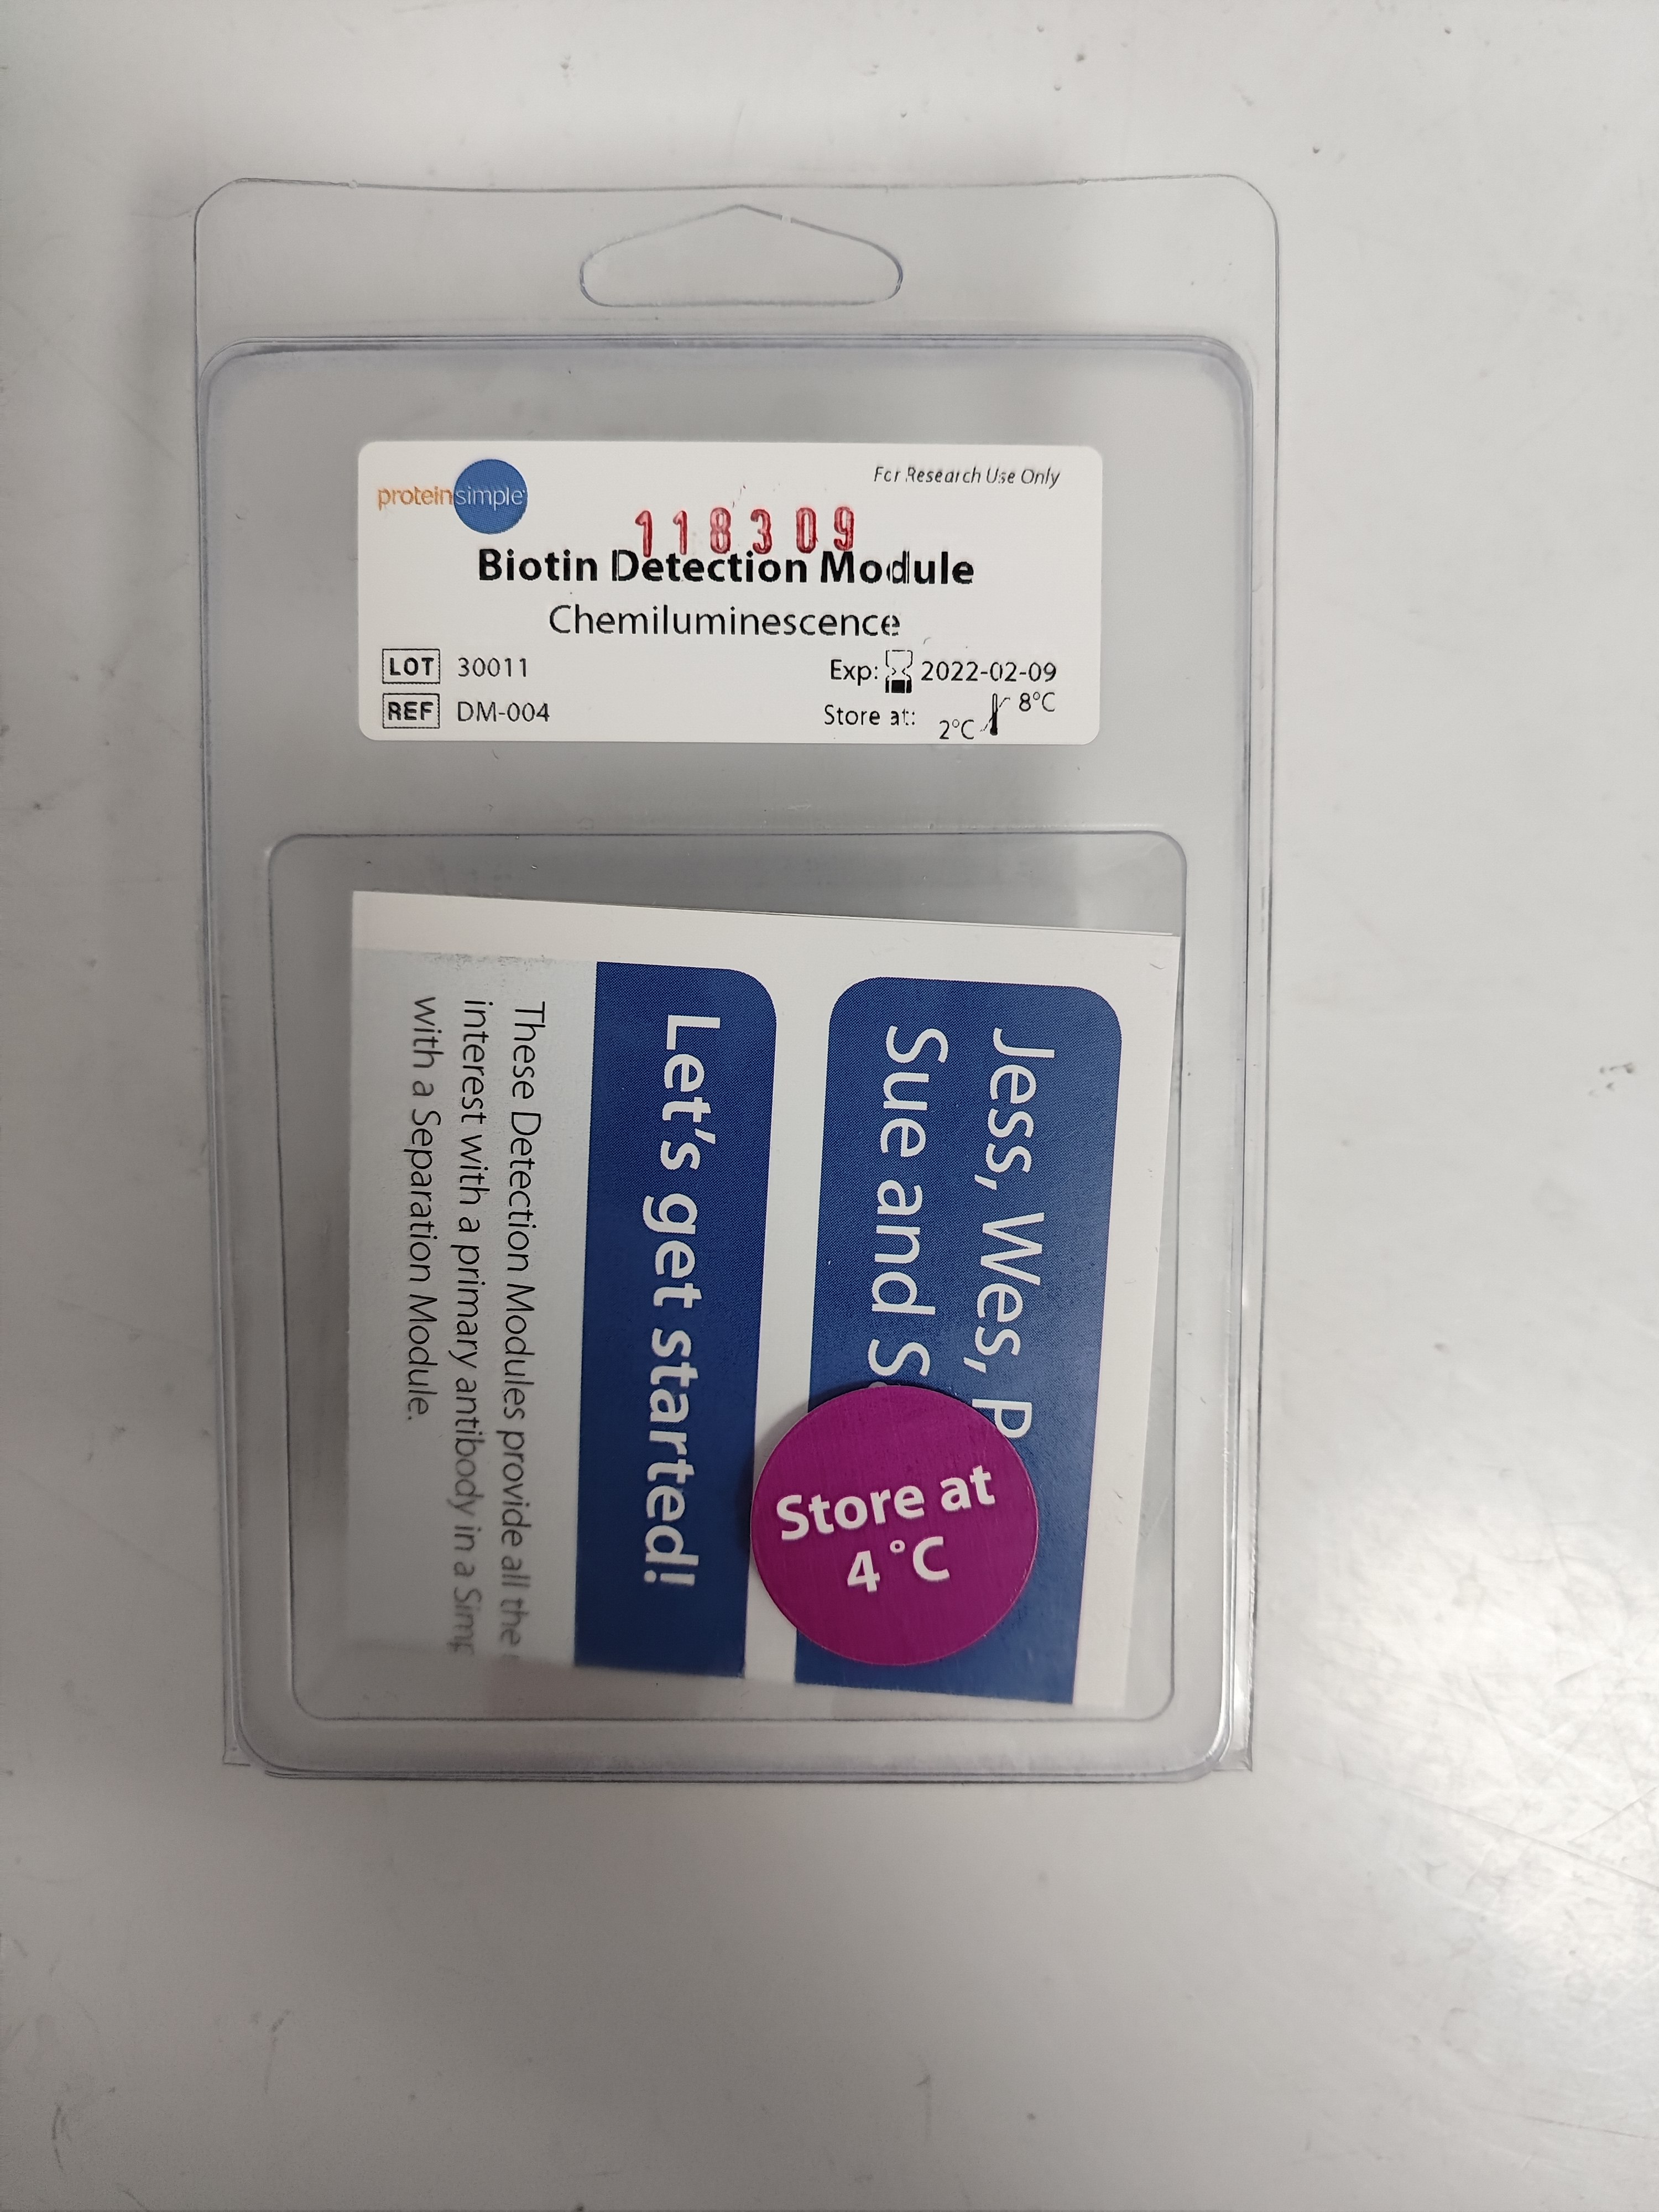 proteinsimple
For Research Use Only
118309
Biotin Detection Module
Chemiluminescence
LOT 30011
Exp: 2022-02-09
REF DM-004
Store at: 2°C 8°C
Jess, Wes, P
Sue and S
Let's get started!
These Detection Modules provide all the
interest with a primary antibody in a Simp
with a Separation Module.
Store at
4 °C